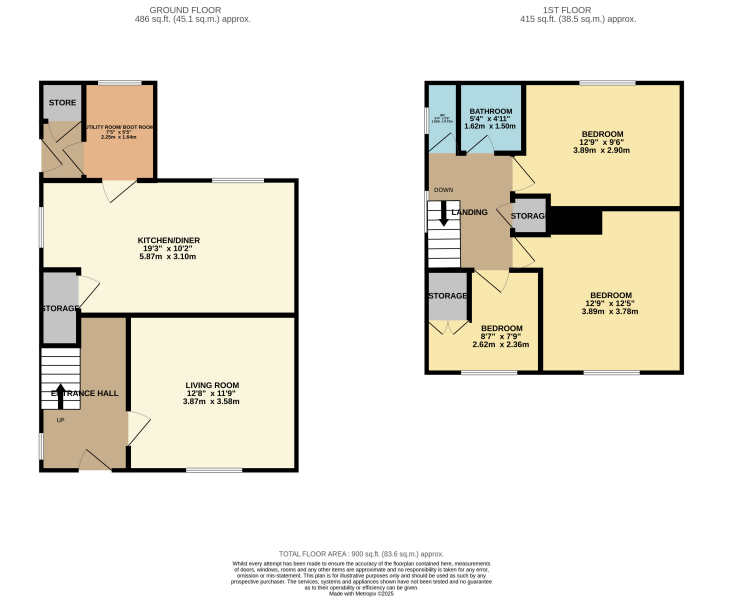 GROUND FLOOR
486 sq.ft. (45.1 sq.m.) approx.
1ST FLOOR
415 sq.ft. (38.5 sq.m.) approx.
STORE
UTILITY ROOM/ BOOT ROOM
7'5" x 5'5"
2.25m x 1.64m
KITCHEN/DINER
19'3" x 10'2"
5.87m x 3.10m
STORAGE
ENTRANCE HALL
UP
LIVING ROOM
12'8" x 11'9"
3.87m x 3.58m
BATHROOM
5'4" x 4'11"
1.62m x 1.50m
BEDROOM
12'9" x 9'6"
3.89m x 2.90m
DOWN
LANDING
STORAGE
BEDROOM
12'9" x 12'5"
3.89m x 3.78m
STORAGE
BEDROOM
8'7" x 7'9"
2.62m x 2.36m
TOTAL FLOOR AREA : 900 sq.ft. (83.6 sq.m.) approx.
Whilst every attempt has been made to ensure the accuracy of the floorplan contained here, measurements
of doors, windows, rooms and any other items are approximate and no responsibility is taken for any error,
omission or mis-statement. This plan is for illustrative purposes only and should be used as such by any
prospective purchaser. The services, systems and appliances shown have not been tested and no guarantee
as to their operability or efficiency can be given.
Made with Metropix ©2025